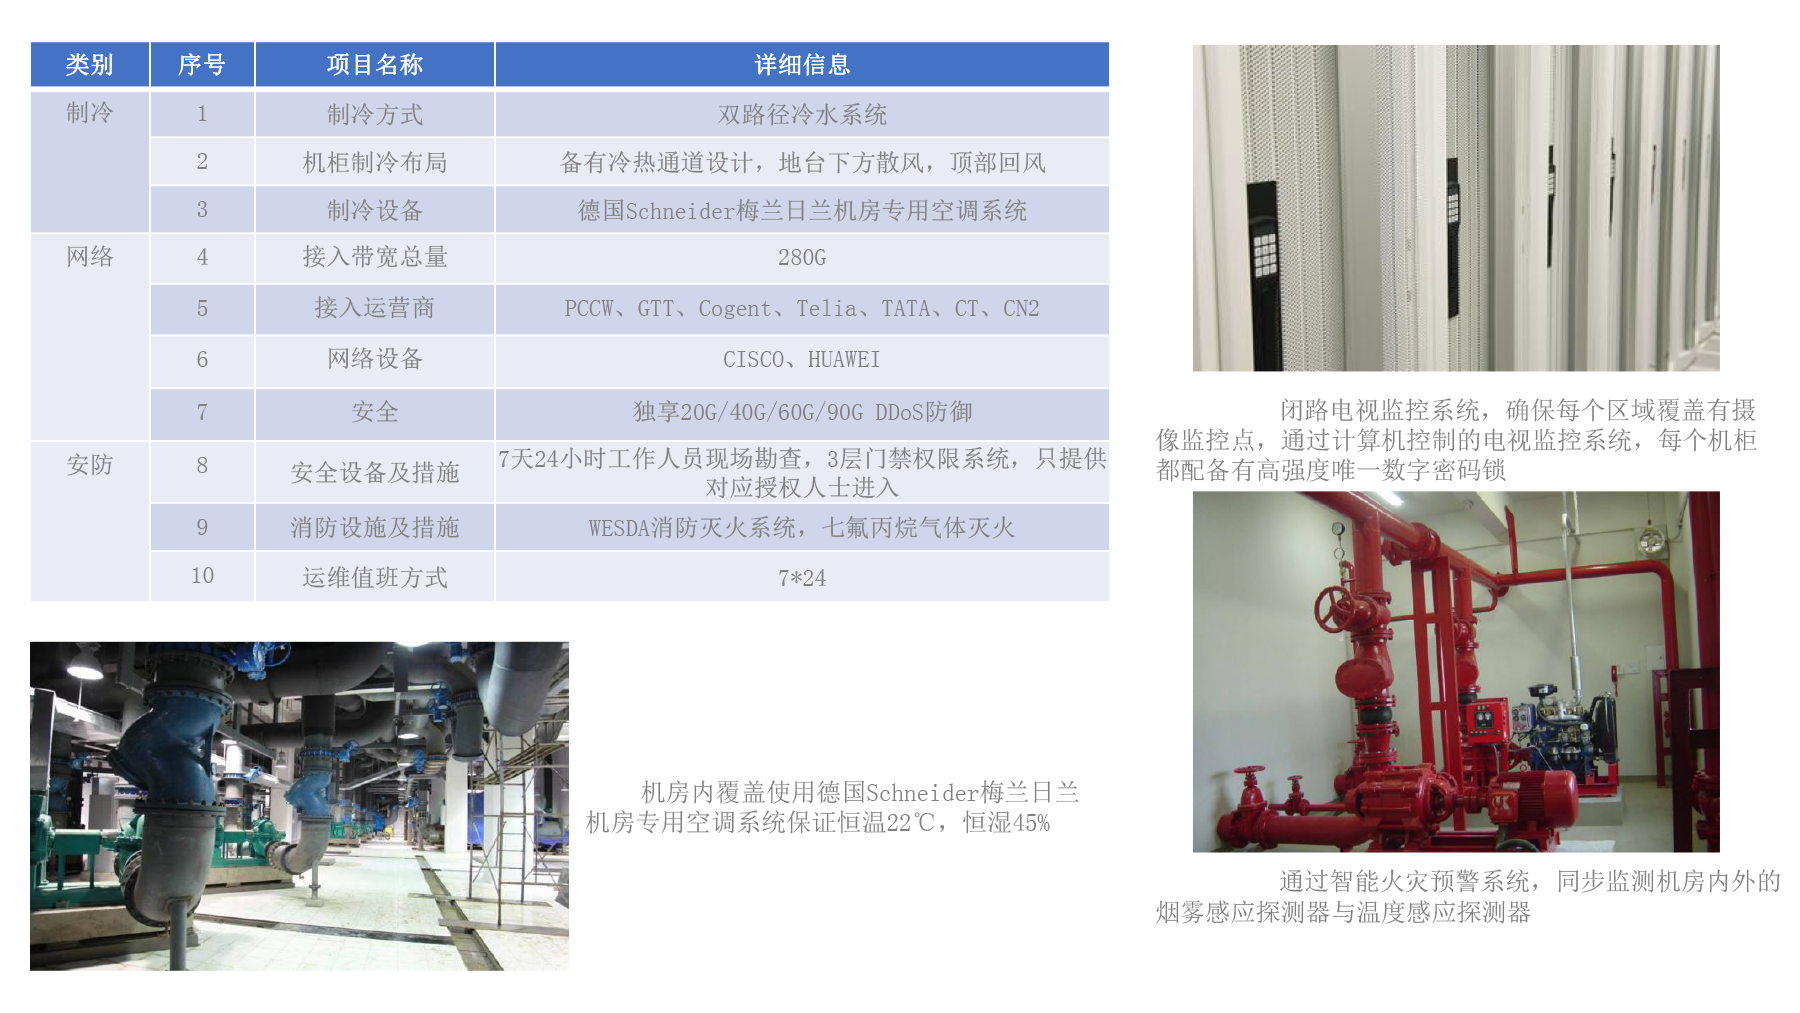 类别 序号 项目名称 详细信息
制冷 1 制冷方式 双路径冷水系统
2 机柜制冷布局 备有冷热通道设计，地台下方散风，顶部回风
3 制冷设备 德国Schneider梅兰日兰机房专用空调系统
网络 4 接入带宽总量 280G
5 接入运营商 PCCW、GTT、Cogent、Telia、TATA、CT、CN2
6 网络设备 CISCO、HUAWEI
7 安全 独享20G/40G/60G/90G DDoS防御
安防 8 安全设备及措施 7天24小时工作人员现场勘查，3层门禁权限系统，只提供
对应授权人士进入
9 消防设施及措施 WESDA消防灭火系统，七氟丙烷气体灭火
10 运维值班方式 7*24
闭路电视监控系统，确保每个区域覆盖有摄
像监控点，通过计算机控制的电视监控系统，每个机柜
都配备有高强度唯一数字密码锁
机房内覆盖使用德国Schneider梅兰日兰
机房专用空调系统保证恒温22℃，恒湿45%
通过智能火灾预警系统，同步监测机房内外的
烟雾感应探测器与温度感应探测器